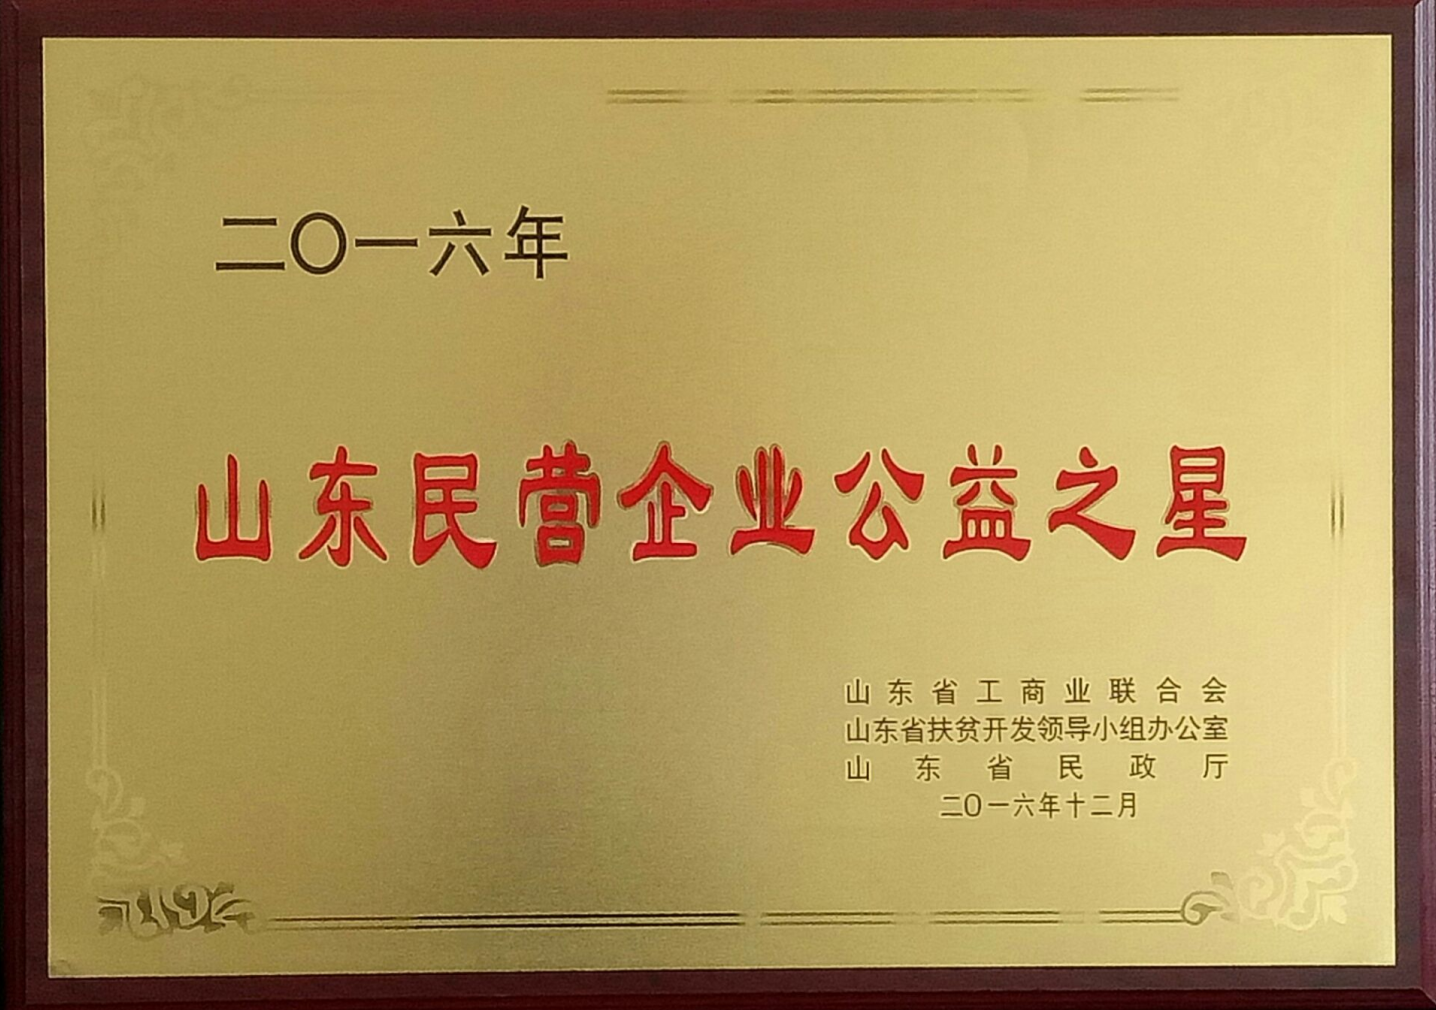 二〇一六年
山东民营企业公益之星
山东省工商业联合会
山东省扶贫开发领导小组办公室
山东省民政厅
二〇一六年十二月